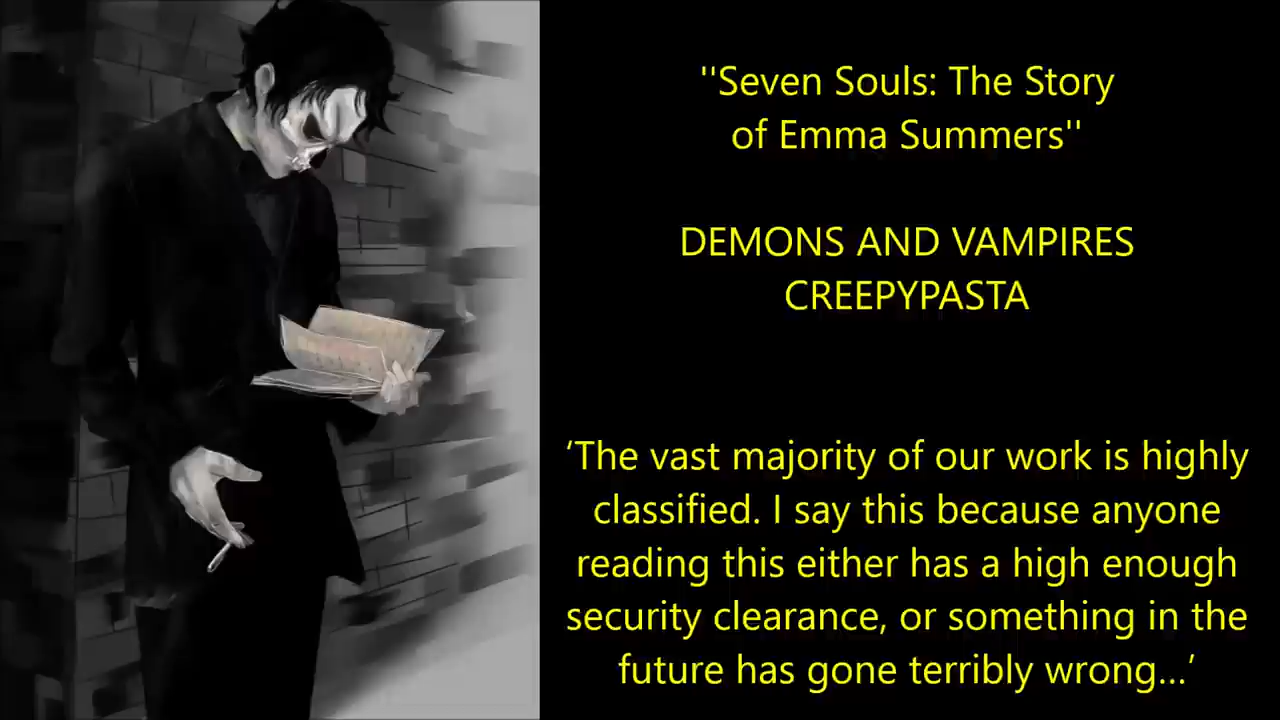 ''Seven Souls: The Story
of Emma Summers''
DEMONS AND VAMPIRES
CREEPYPASTA
‘The vast majority of our work is highly
classified. I say this because anyone
reading this either has a high enough
security clearance, or something in the
future has gone terribly wrong…’